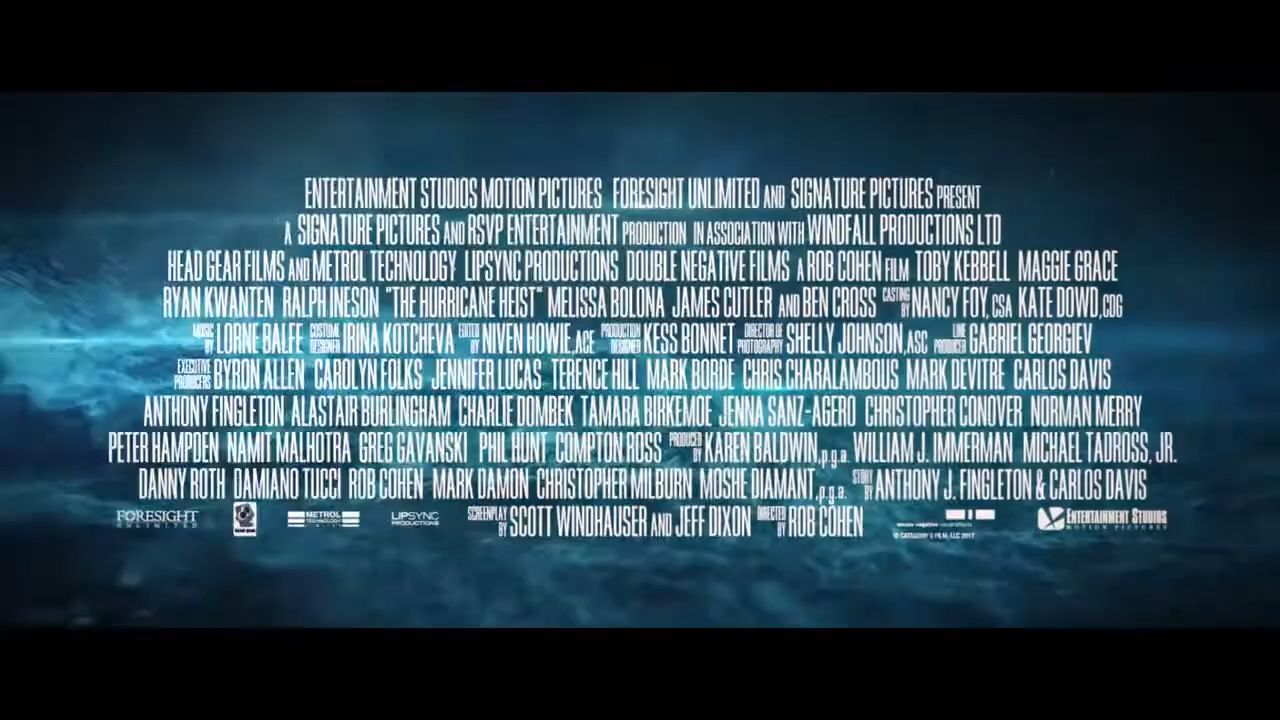 ENTERTAINMENT STUDIOS MOTION PICTURES FORESIGHT UNLIMITED AND SIGNATURE PICTURES PRESENT
A SIGNATURE PICTURES AND RSVP ENTERTAINMENT PRODUCTION IN ASSOCIATION WITH WINDFALL PRODUCTIONS LTD
HEAD GEAR FILMS AND METROL TECHNOLOGY LIPSYNC PRODUCTIONS DOUBLE NEGATIVE FILMS A ROB COHEN FILM TOBY KEBBELL MAGGIE GRACE
RYAN KWANTEN RALPH INESON "THE HURRICANE HEIST" MELISSA BOLONA JAMES CUTLER AND BEN CROSS CASTING BY NANCY FOY, CSA KATE DOWD, CDG
MUSIC BY LORNE BALFE COSTUME DESIGNER IRINA KOTCHEVA EDITED BY NIVEN HOWIE, ACE PRODUCTION DESIGNER KESS BONNET DIRECTOR OF PHOTOGRAPHY SHELLY JOHNSON, ASC LINE PRODUCER GABRIEL GEORGIEV
EXECUTIVE PRODUCERS BYRON ALLEN CAROLYN FOLKS JENNIFER LUCAS TERENCE HILL MARK BORDE CHRIS CHARALAMBOUS MARK DEVITRE CARLOS DAVIS
ANTHONY FINGLETON ALASTAIR BURLINGHAM CHARLIE DOMBEK TAMARA BIRKEMOE JENNA SANZ-AGERO CHRISTOPHER CONOVER NORMAN MERRY
PETER HAMPDEN NAMIT MALHOTRA GREG GAVANSKI PHIL HUNT COMPTON ROSS PRODUCED BY KAREN BALDWIN, p.g.a. WILLIAM J. IMMERMAN MICHAEL TADROSS, JR.
DANNY ROTH DAMIANO TUCCI ROB COHEN MARK DAMON CHRISTOPHER MILBURN MOSHE DIAMANT, p.g.a. STORY BY ANTHONY J. FINGLETON & CARLOS DAVIS
SCREENPLAY BY SCOTT WINDHAUSER AND JEFF DIXON DIRECTED BY ROB COHEN
FORESIGHT UNLIMITED
METROL TECHNOLOGY
LIPSYNC PRODUCTIONS
© CATEGORY 5 FILM, LLC 2017
ENTERTAINMENT STUDIOS MOTION PICTURES